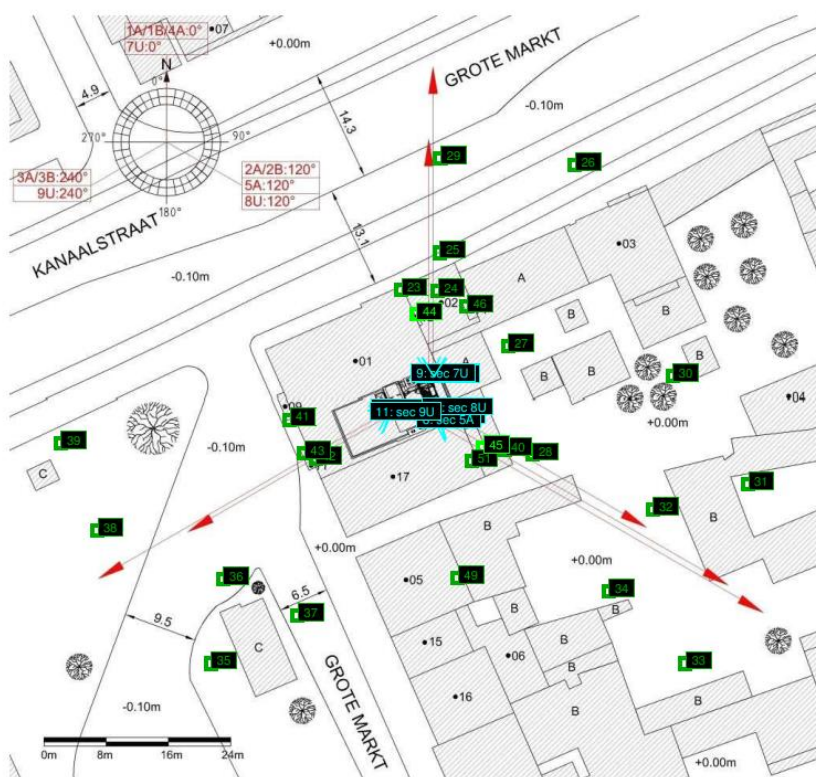 1A/1B/4A:0°
7U:0°
07
+0.00m
GROTE MARKT
N
0°
4.9
14.3
-0.10m
270°
90°
29
26
3A/3B:240°
9U:240°
2A/2B:120°
5A:120°
8U:120°
180°
KANAALSTRAAT
13.1
-0.10m
25
03
23
24
02
46
44
A
B
B
27
01
9: sec 7U
A
B
B
B
30
04
09
11: sec 9U
: sec 8U
sec 5A
41
+0.00m
39
-0.10m
43
2
45
40
28
51
C
17
31
38
32
B
B
+0.00m
+0.00m
36
05
49
34
6.5
37
B
B
9.5
15
B
06
B
35
C
33
16
-0.10m
GROTE MARKT
B
B
B
0m
8m
16m
24m
+0.00m